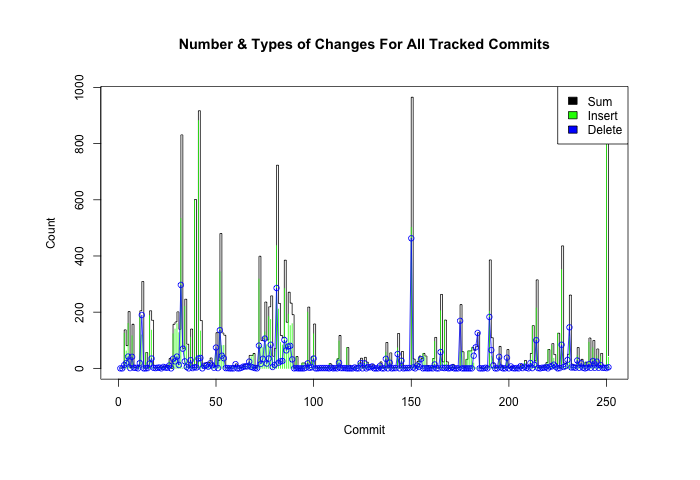 Number & Types of Changes For All Tracked Commits
Count
1000
800
600
400
200
0
Sum
Insert
Delete
0 50 100 150 200 250
Commit